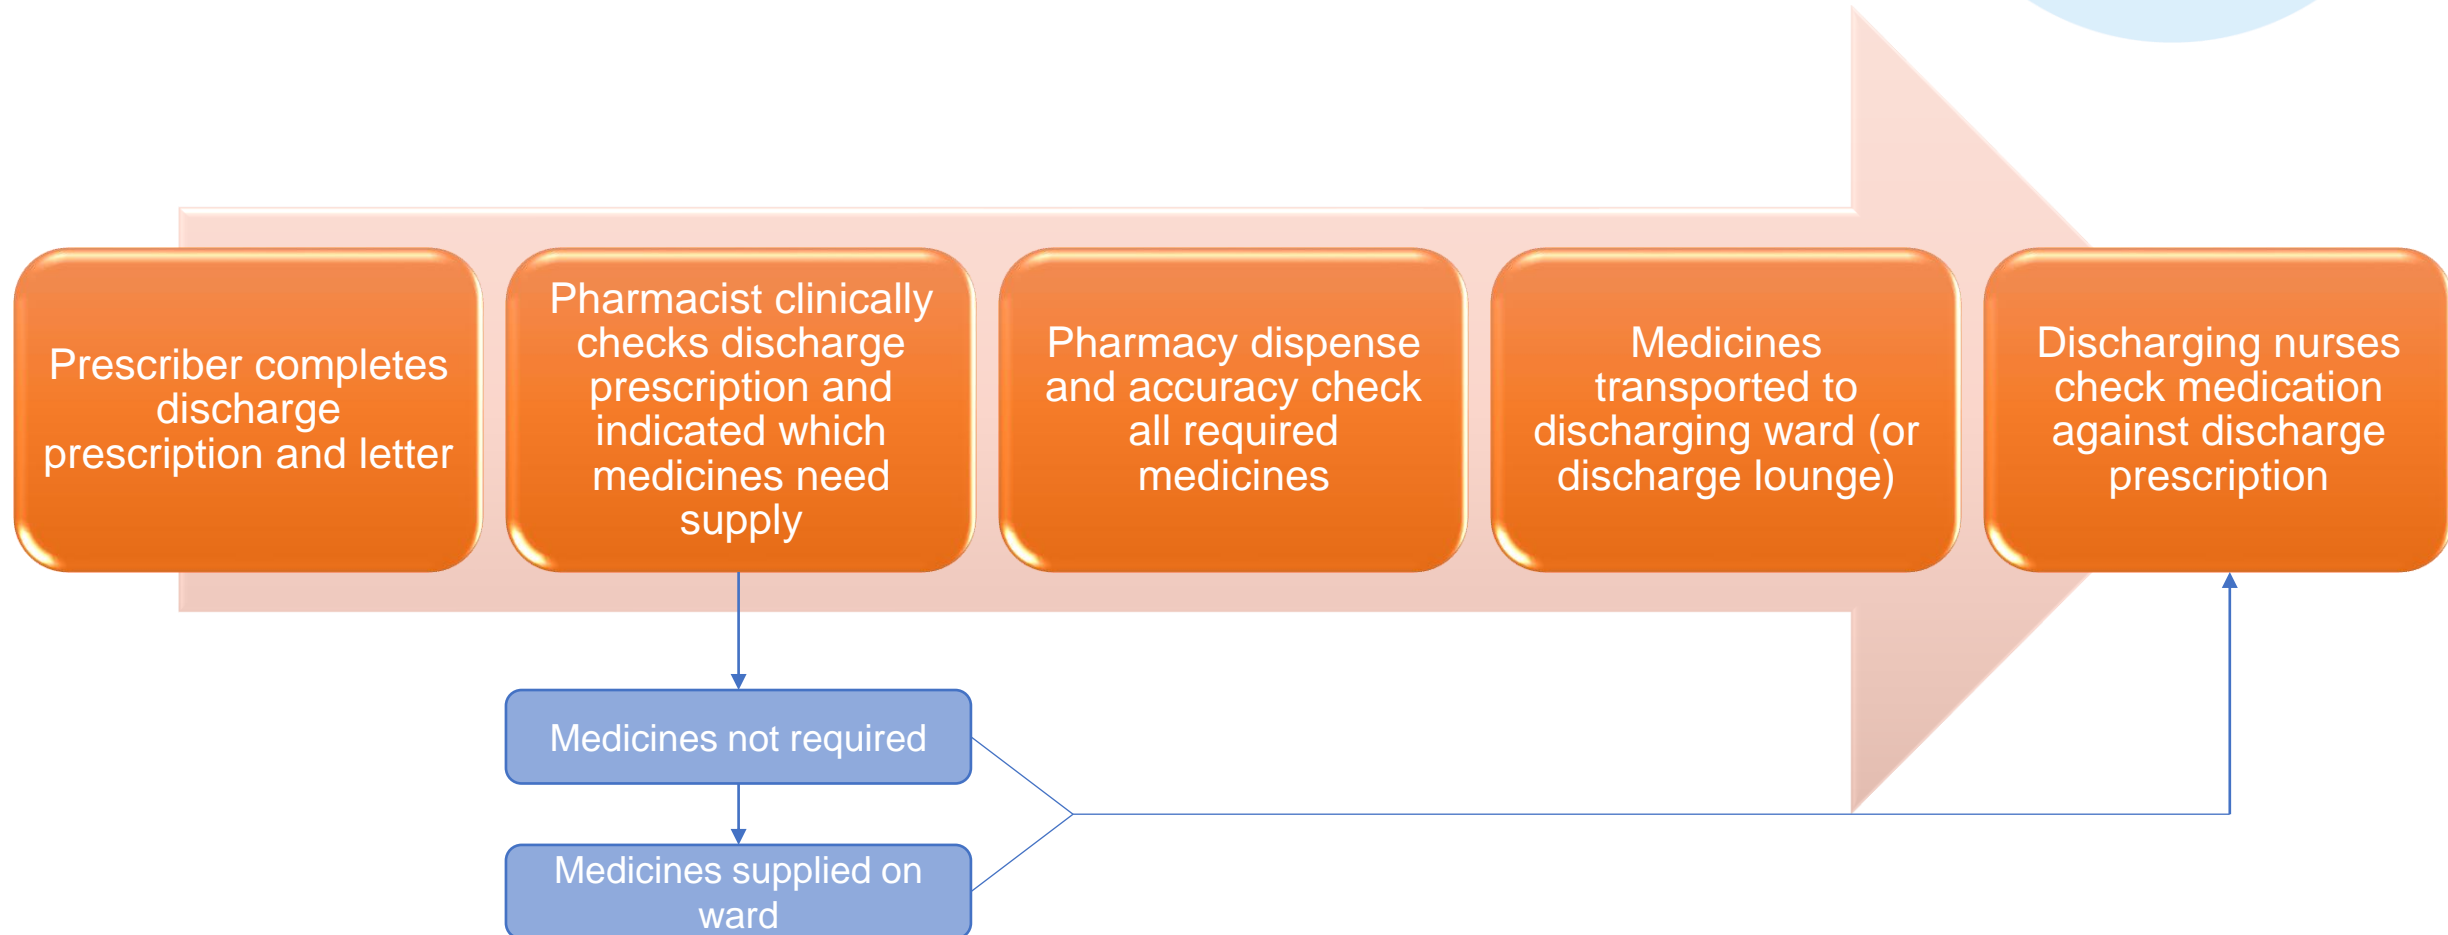 Prescriber completes
discharge
prescription and letter
Pharmacist clinically
checks discharge
prescription and
indicated which
medicines need
supply
Pharmacy dispense
and accuracy check
all required
medicines
Medicines
transported to
discharging ward (or
discharge lounge)
Discharging nurses
check medication
against discharge
prescription
Medicines not required
Medicines supplied on
ward